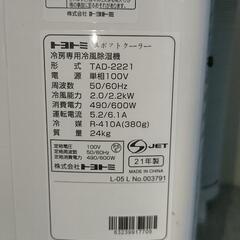 株式会社 トヨトミ
トヨトミ スポットクーラー
冷房専用冷風除湿機
形 式 TAD-2221
電 源 単相100V
周波数 50/60Hz
冷風能力 2.0/2.2kW
消費電力 490/600W
運転電流 5.2/6.1A
冷 媒 R-410A(380g)
質 量 24kg
定格電圧 100V
定格周波数 50/60Hz
定格消費電力 490/600W
株式会社 トヨトミ
S JET
21年製
MADE IN CHINA
L-05 L No.003791